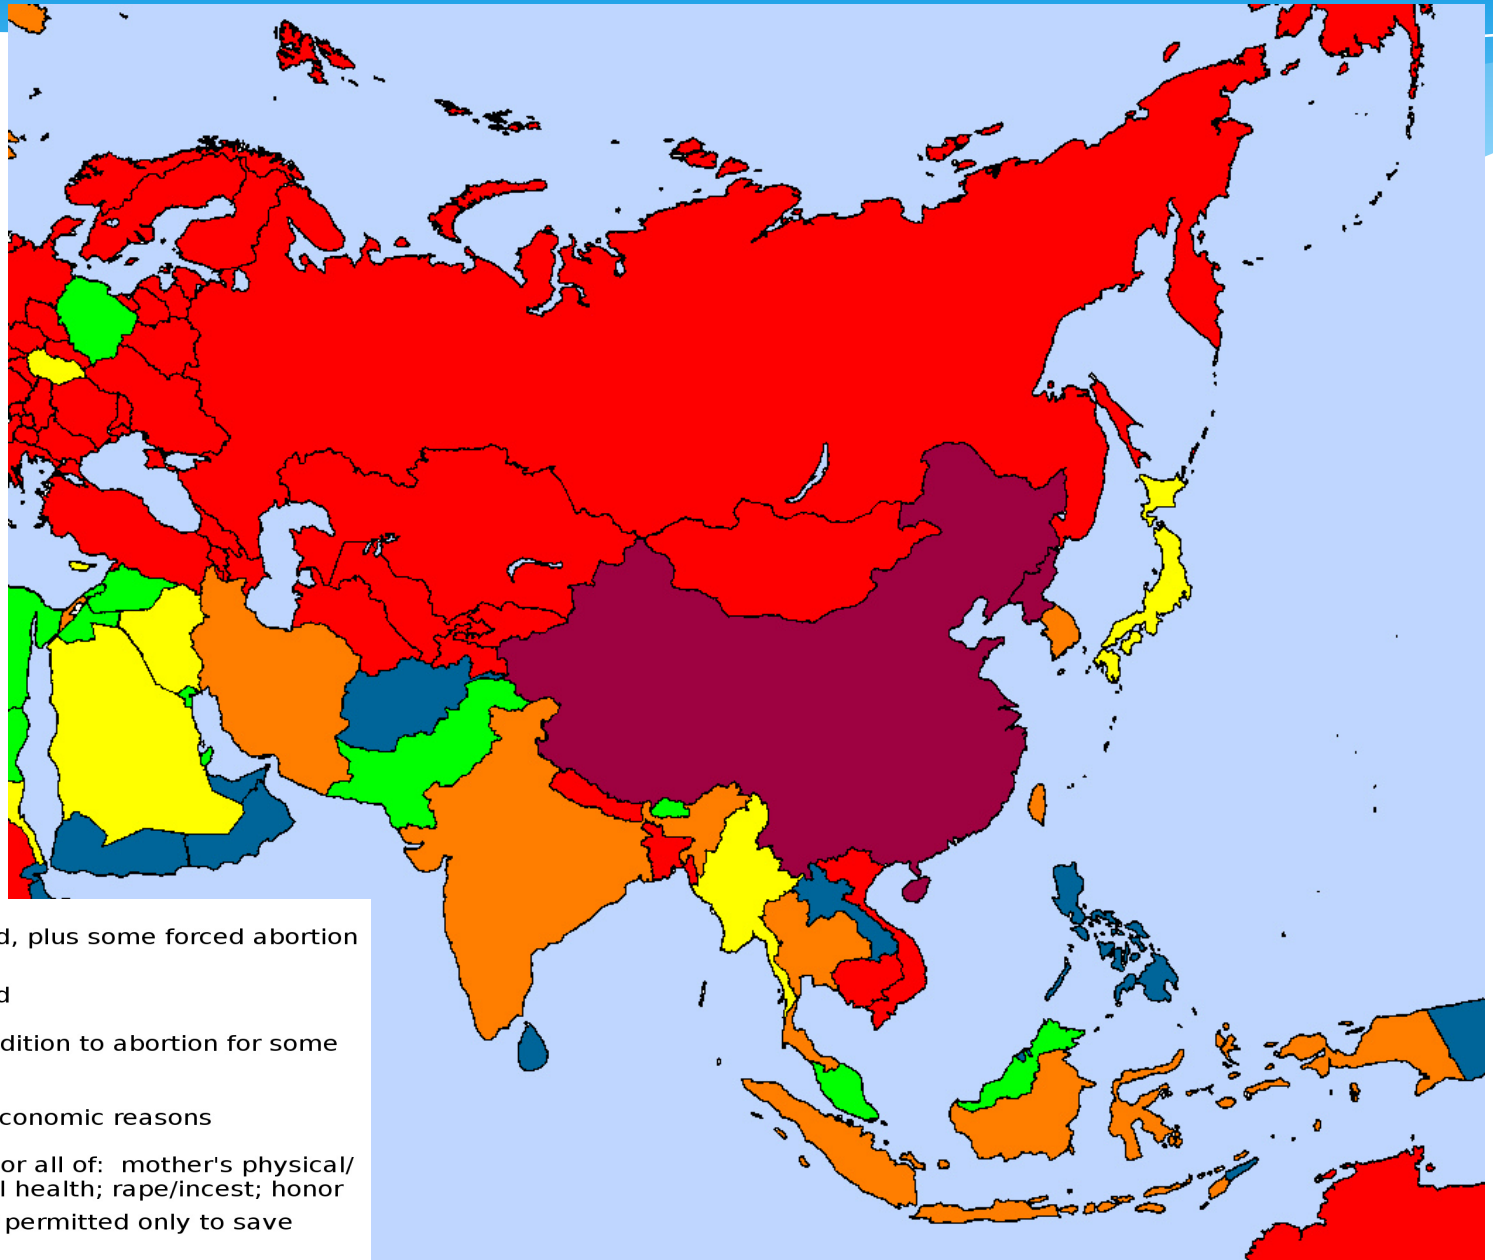 d, plus some forced abortion
d
dition to abortion for some
conomic reasons
or all of:  mother's physical/
l health; rape/incest; honor
permitted only to save